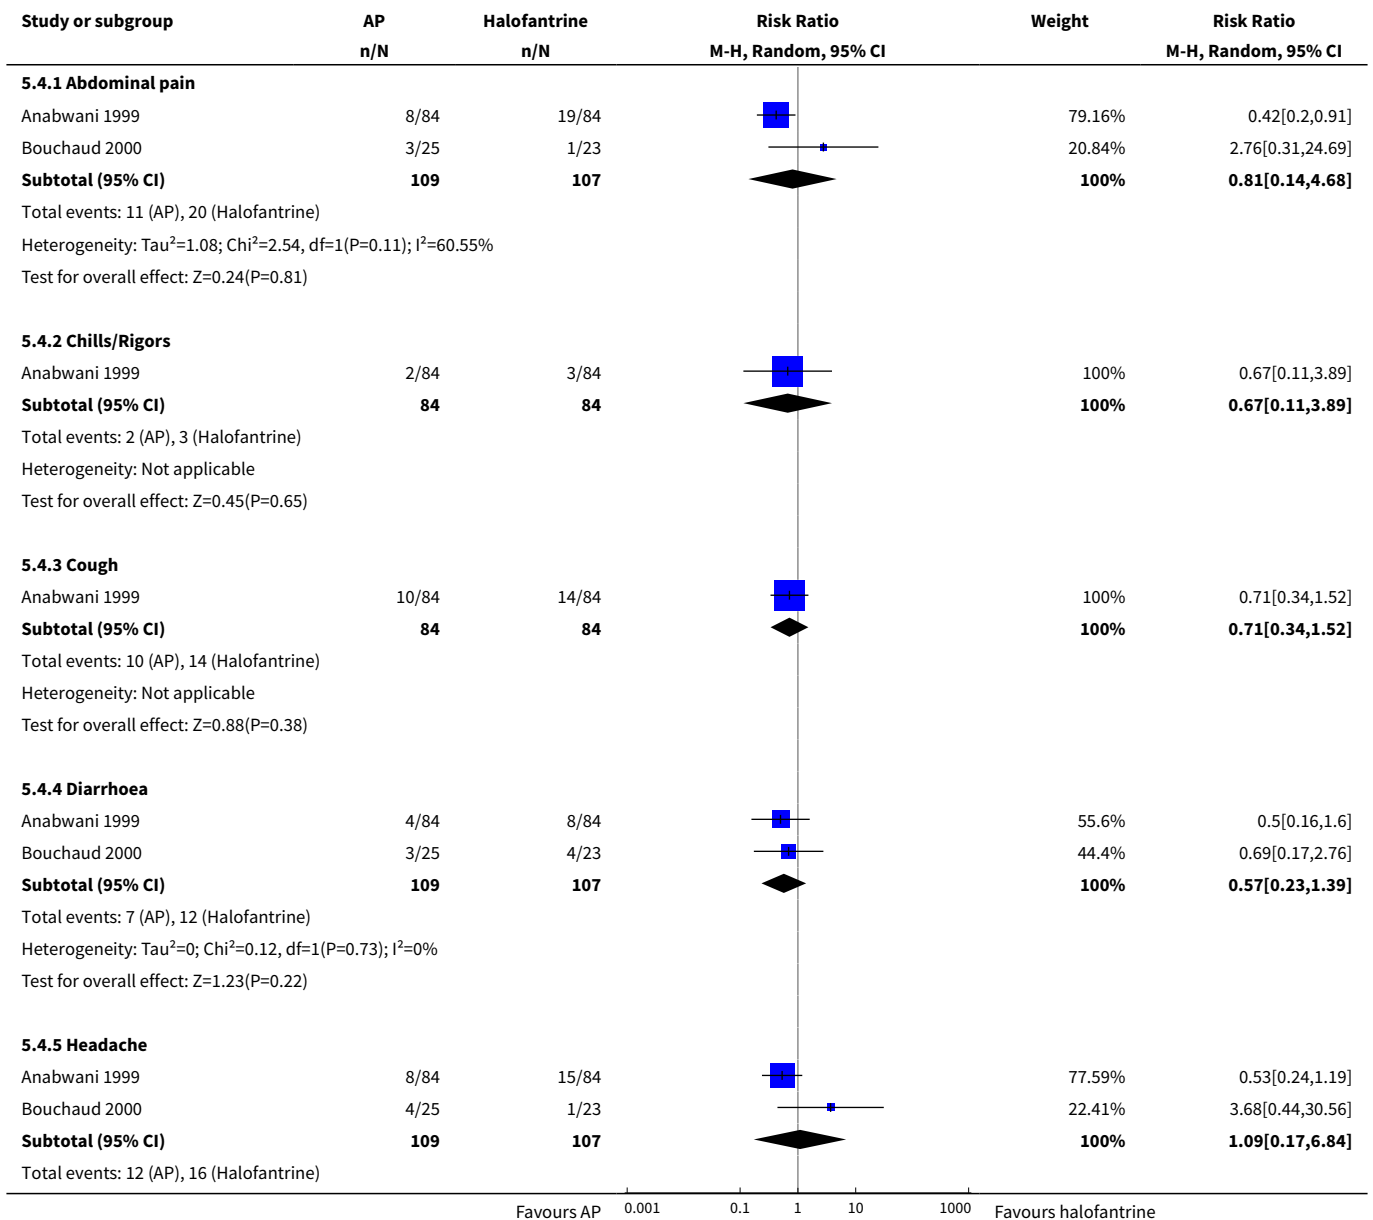 Study or subgroup AP Halofantrine Risk Ratio Weight Risk Ratio
n/N n/N M-H, Random, 95% CI M-H, Random, 95% CI
5.4.1 Abdominal pain
Anabwani 1999 8/84 19/84 79.16% 0.42[0.2,0.91]
Bouchaud 2000 3/25 1/23 20.84% 2.76[0.31,24.69]
Subtotal (95% CI) 109 107 100% 0.81[0.14,4.68]
Total events: 11 (AP), 20 (Halofantrine)
Heterogeneity: Tau²=1.08; Chi²=2.54, df=1(P=0.11); I²=60.55%
Test for overall effect: Z=0.24(P=0.81)
5.4.2 Chills/Rigors
Anabwani 1999 2/84 3/84 100% 0.67[0.11,3.89]
Subtotal (95% CI) 84 84 100% 0.67[0.11,3.89]
Total events: 2 (AP), 3 (Halofantrine)
Heterogeneity: Not applicable
Test for overall effect: Z=0.45(P=0.65)
5.4.3 Cough
Anabwani 1999 10/84 14/84 100% 0.71[0.34,1.52]
Subtotal (95% CI) 84 84 100% 0.71[0.34,1.52]
Total events: 10 (AP), 14 (Halofantrine)
Heterogeneity: Not applicable
Test for overall effect: Z=0.88(P=0.38)
5.4.4 Diarrhoea
Anabwani 1999 4/84 8/84 55.6% 0.5[0.16,1.6]
Bouchaud 2000 3/25 4/23 44.4% 0.69[0.17,2.76]
Subtotal (95% CI) 109 107 100% 0.57[0.23,1.39]
Total events: 7 (AP), 12 (Halofantrine)
Heterogeneity: Tau²=0; Chi²=0.12, df=1(P=0.73); I²=0%
Test for overall effect: Z=1.23(P=0.22)
5.4.5 Headache
Anabwani 1999 8/84 15/84 77.59% 0.53[0.24,1.19]
Bouchaud 2000 4/25 1/23 22.41% 3.68[0.44,30.56]
Subtotal (95% CI) 109 107 100% 1.09[0.17,6.84]
Total events: 12 (AP), 16 (Halofantrine)
Favours AP 0.001 0.1 1 10 1000 Favours halofantrine